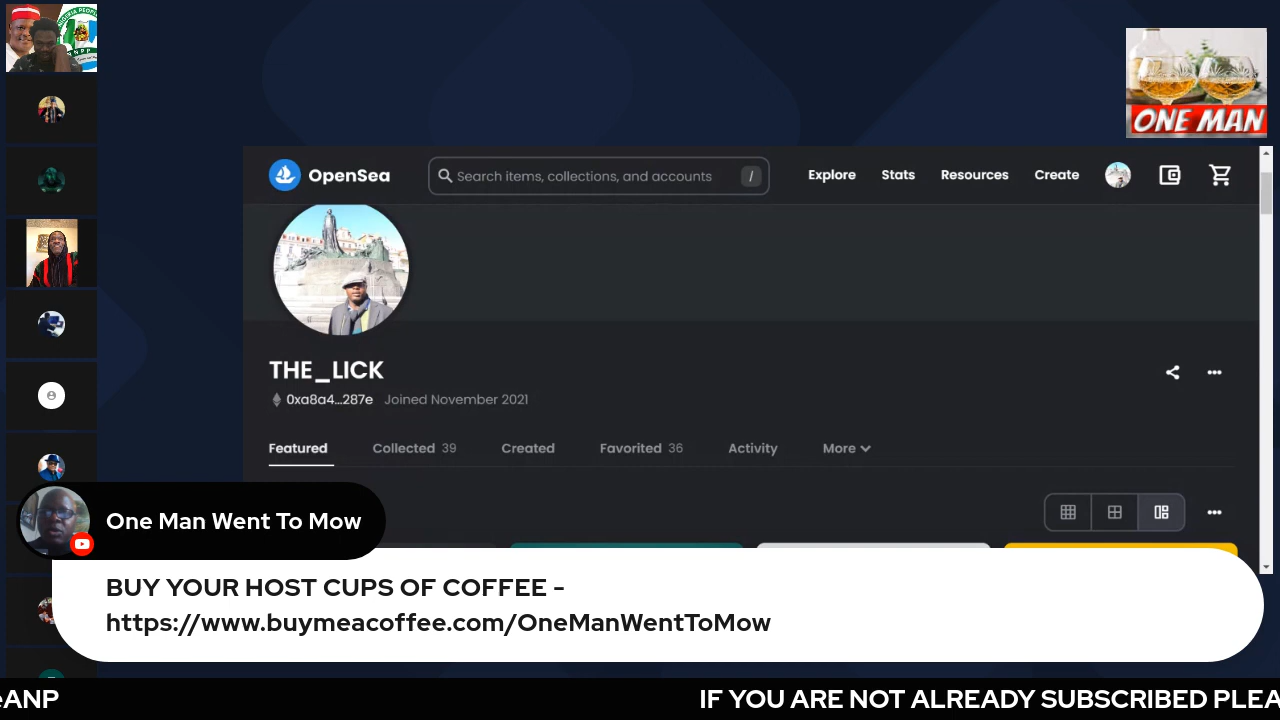 ONE MAN
OpenSea
Search items, collections, and accounts
/
Explore
Stats
Resources
Create
THE_LICK
0xa8a4...287e Joined November 2021
Featured
Collected 39
Created
Favorited 36
Activity
More
One Man Went To Mow
BUY YOUR HOST CUPS OF COFFEE -
https://www.buymeacoffee.com/OneManWentToMow
ANP
IF YOU ARE NOT ALREADY SUBSCRIBED PLEA